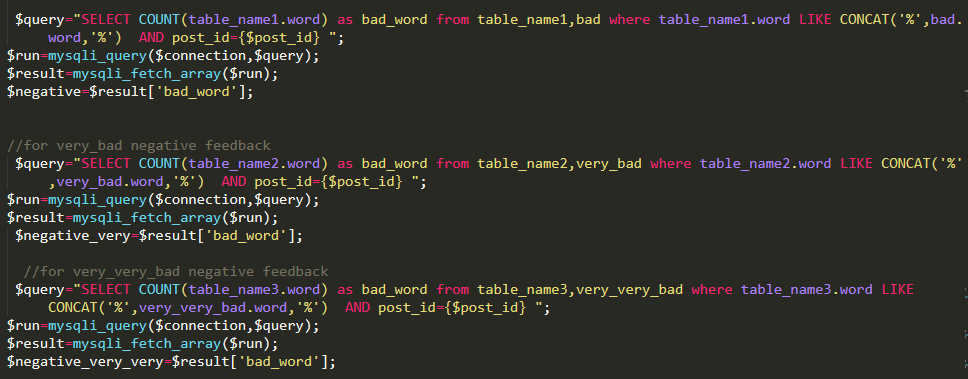 $query="SELECT COUNT(table_name1.word) as bad_word from table_name1,bad where table_name1.word LIKE CONCAT('%',bad.
word,'%')  AND post_id={$post_id} ";
$run=mysqli_query($connection,$query);
$result=mysqli_fetch_array($run);
$negative=$result['bad_word'];
//for very_bad negative feedback
$query="SELECT COUNT(table_name2.word) as bad_word from table_name2,very_bad where table_name2.word LIKE CONCAT('%'
,very_bad.word,'%')  AND post_id={$post_id} ";
$run=mysqli_query($connection,$query);
$result=mysqli_fetch_array($run);
$negative_very=$result['bad_word'];
//for very_very_bad negative feedback
$query="SELECT COUNT(table_name3.word) as bad_word from table_name3,very_very_bad where table_name3.word LIKE
CONCAT('%',very_very_bad.word,'%')  AND post_id={$post_id} ";
$run=mysqli_query($connection,$query);
$result=mysqli_fetch_array($run);
$negative_very_very=$result['bad_word'];